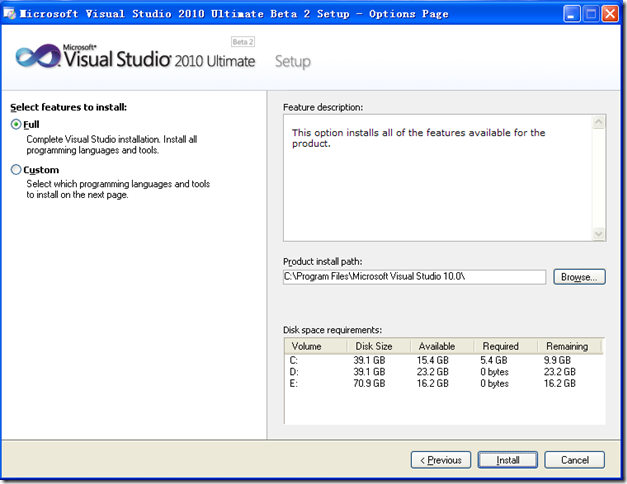 Microsoft Visual Studio 2010 Ultimate Beta 2 Setup - Options Page
Beta 2
Microsoft®
Visual Studio® 2010 Ultimate Setup
Select features to install:
Full
Complete Visual Studio installation. Install all
programming languages and tools.
Custom
Select which programming languages and tools
to install on the next page.
Feature description:
This option installs all of the features available for the
product.
Product install path:
C:\Program Files\Microsoft Visual Studio 10.0\
Browse...
Disk space requirements:
Volume Disk Size Available Required Remaining
C: 39.1 GB 15.4 GB 5.4 GB 9.9 GB
D: 39.1 GB 23.2 GB 0 bytes 23.2 GB
E: 70.9 GB 16.2 GB 0 bytes 16.2 GB
< Previous Install Cancel